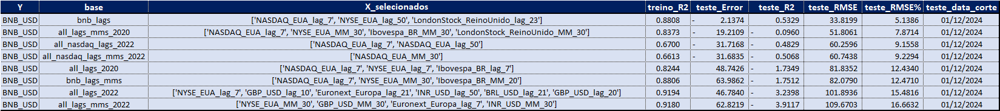 Y base X_selecionados treino_R2 teste_Error teste_R2 teste_RMSE teste_RMSE% teste_data_corte
BNB_USD bnb_lags ['NASDAQ_EUA_lag_7', 'NYSE_EUA_lag_50', 'LondonStock_ReinoUnido_lag_23'] 0.8808 - 2.1374 0.5329 33.8199 5.1386 01/12/2024
BNB_USD all_lags_mms_2020 ['NASDAQ_EUA_lag_7', 'NYSE_EUA_MM_30', 'Ibovespa_BR_MM_30', 'LondonStock_ReinoUnido_MM_30'] 0.8373 - 19.2109 - 0.0960 51.8061 7.8714 01/12/2024
BNB_USD all_nasdaq_lags_2022 ['NASDAQ_EUA_lag_7', 'NASDAQ_EUA_lag_50'] 0.6700 - 31.7168 - 0.4829 60.2596 9.1558 01/12/2024
BNB_USD all_nasdaq_lags_mms_2022 ['NASDAQ_EUA_MM_30'] 0.6613 - 31.6835 - 0.5068 60.7438 9.2294 01/12/2024
BNB_USD all_lags_2020 ['NASDAQ_EUA_lag_7', 'NYSE_EUA_lag_7', 'Ibovespa_BR_lag_7'] 0.8244 - 48.7426 - 1.7349 81.8352 12.4340 01/12/2024
BNB_USD bnb_lags_mms ['NASDAQ_EUA_lag_7', 'NYSE_EUA_MM_30', 'Ibovespa_BR_MM_20'] 0.8806 - 63.9862 - 1.7512 82.0790 12.4710 01/12/2024
BNB_USD all_lags_2022 ['NYSE_EUA_lag_7', 'GBP_USD_lag_10', 'Euronext_Europa_lag_21', 'INR_USD_lag_50', 'BRL_USD_lag_21', 'GBP_USD_lag_20'] 0.9194 - 46.7840 - 3.2398 101.8936 15.4816 01/12/2024
BNB_USD all_lags_mms_2022 ['NYSE_EUA_MM_30', 'GBP_USD_MM_30', 'Euronext_Europa_lag_7', 'INR_USD_MM_30'] 0.9180 - 62.8219 - 3.9117 109.6703 16.6632 01/12/2024